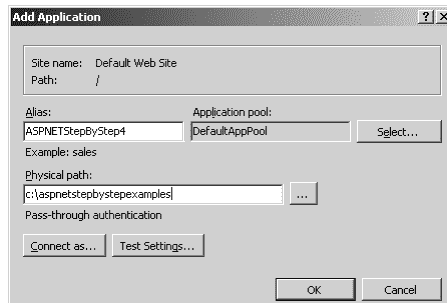 Add Application
? X
Site name: Default Web Site
Path: /
Alias: Application pool:
ASPNETStepByStep4 DefaultAppPool Select...
Example: sales
Physical path:
c:\aspnetstepbystepexamples ...
Pass-through authentication
Connect as... Test Settings...
OK Cancel